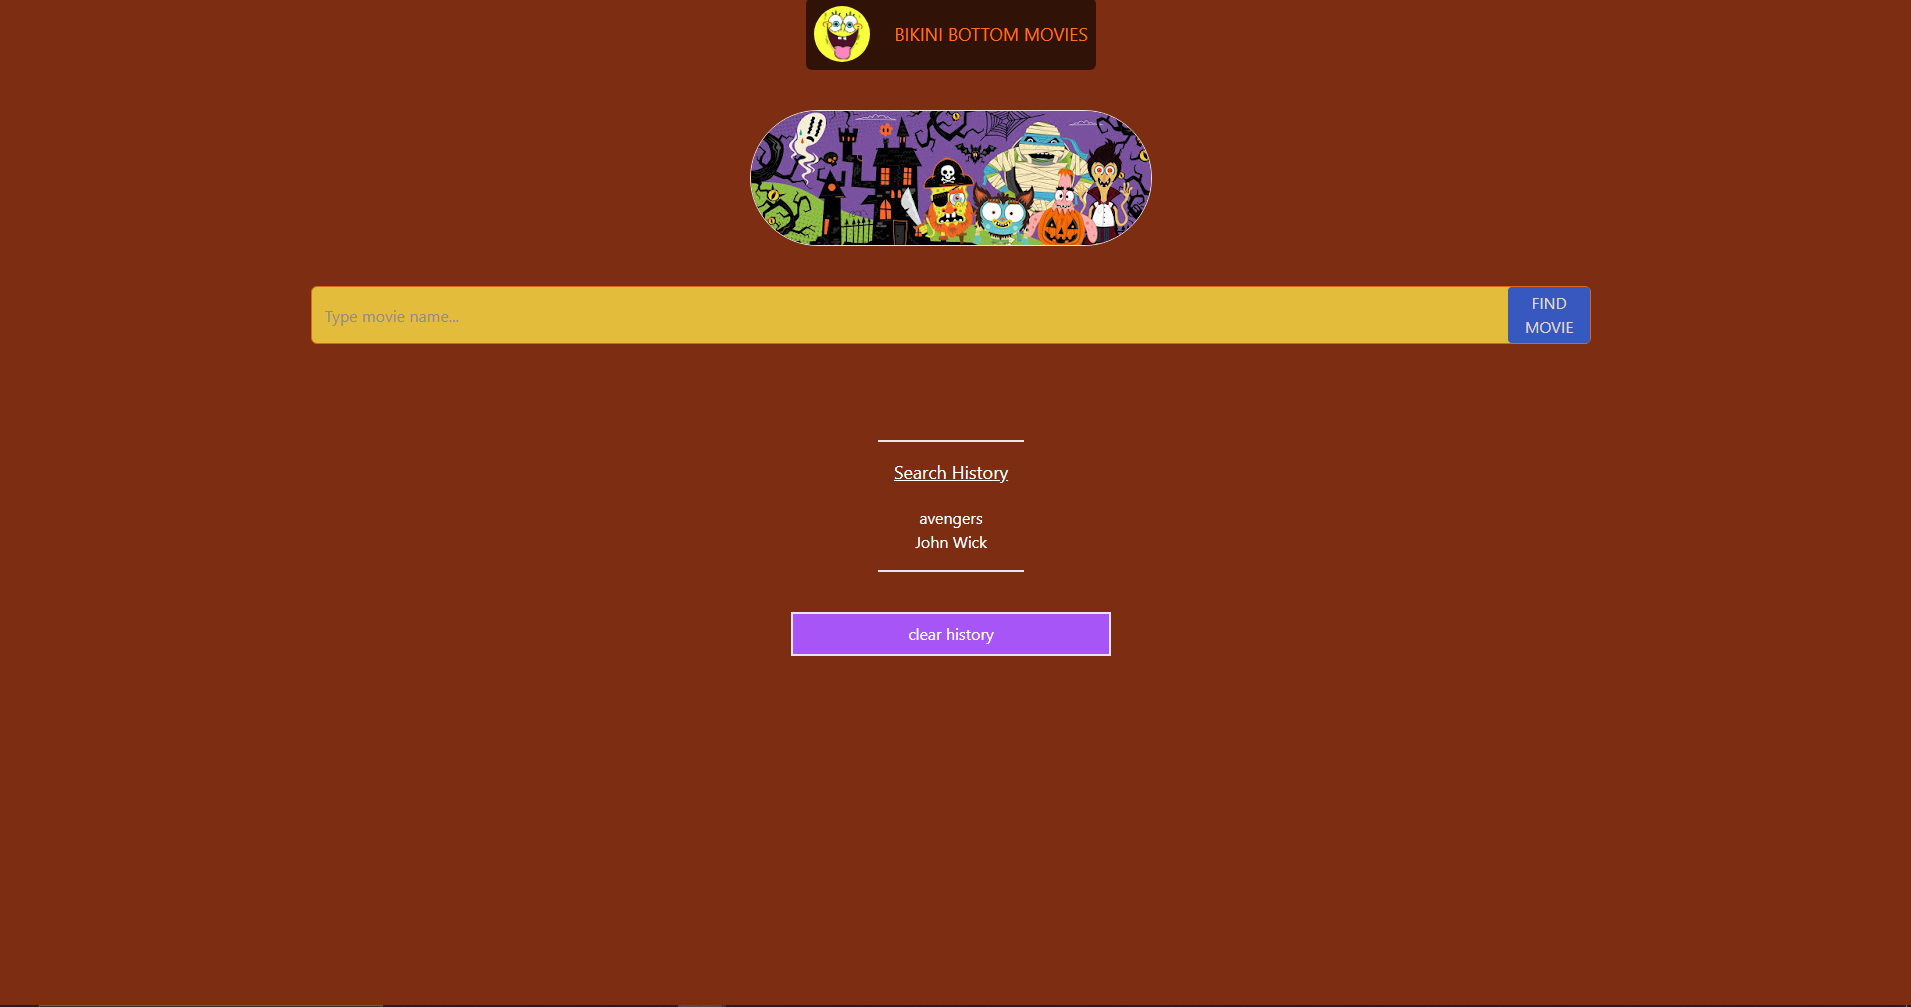 BIKINI BOTTOM MOVIES
Type movie name...
FIND
MOVIE
Search History
avengers
John Wick
clear history